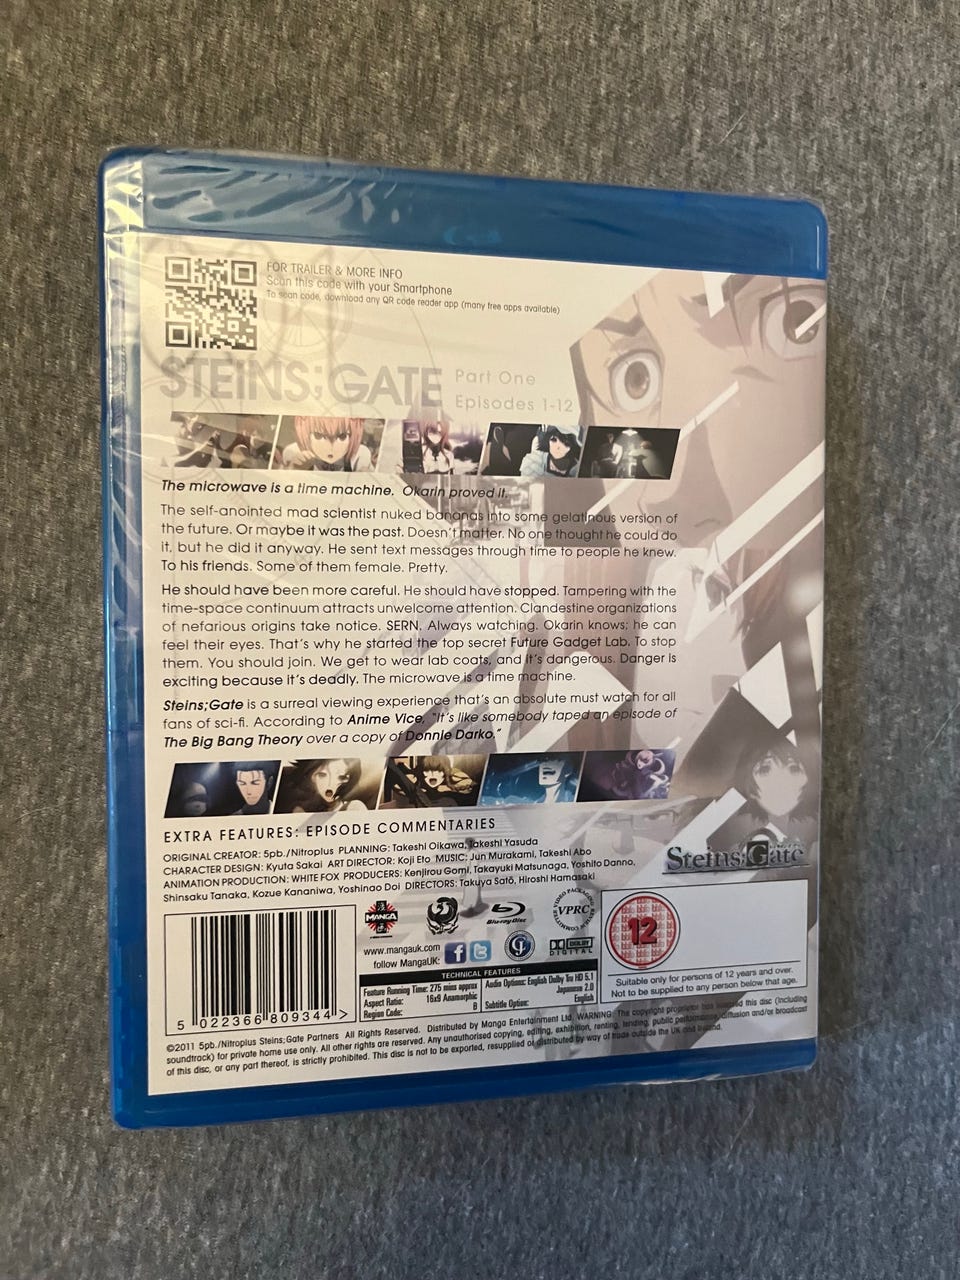 FOR TRAILER & MORE INFO
Scan this code with your Smartphone
To scan code, download any QR code reader app (many free apps available)
STEiNS;GATE
Part One
Episodes 1-12
The microwave is a time machine. Okarin proved it.
The self-anointed mad scientist nuked bananas into some gelatinous version of
the future. Or maybe it was the past. Doesn't matter. No one thought he could do
it, but he did it anyway. He sent text messages through time to people he knew.
To his friends. Some of them female. Pretty.
He should have been more careful. He should have stopped. Tampering with the
time-space continuum attracts unwelcome attention. Clandestine organizations
of nefarious origins take notice. SERN. Always watching. Okarin knows; he can
feel their eyes. That's why he started the top secret Future Gadget Lab. To stop
them. You should join. We get to wear lab coats, and it's dangerous. Danger is
exciting because it's deadly. The microwave is a time machine.
Steins;Gate is a surreal viewing experience that's an absolute must watch for all
fans of sci-fi. According to Anime Vice, "It's like somebody taped an episode of
The Big Bang Theory over a copy of Donnie Darko."
EXTRA FEATURES: EPISODE COMMENTARIES
ORIGINAL CREATOR: 5pb./Nitroplus PLANNING: Takeshi Oikawa, Takeshi Yasuda
CHARACTER DESIGN: Kyuta Sakai ART DIRECTOR: Koji Eto MUSIC: Jun Murakami, Takeshi Abo
ANIMATION PRODUCTION: WHITE FOX PRODUCERS: Kenjirou Gomi, Takayuki Matsunaga, Yoshito Danno,
Shinsaku Tanaka, Kozue Kananiwa, Yoshinao Doi DIRECTORS: Takuya Satō, Hiroshi Hamasaki
Steins;Gate
MANGA
Blu-ray Disc
VIDEO PACKAGING REVIEW COMMITTEE
VPRC
www.mangauk.com
follow MangaUK:
DOLBY
DIGITAL
12
Suitable only for persons of 12 years and over.
Not to be supplied to any person below that age.
TECHNICAL FEATURES
Feature Running Time: 275 mins approx
Aspect Ratio: 16x9 Anamorphic
Region Code: B
Audio Options: English Dolby Tru HD 5.1
Japanese 2.0
Subtitle Option: English
5 022366 809344 >
©2011 5pb./Nitroplus Steins;Gate Partners All Rights Reserved. Distributed by Manga Entertainment Ltd. WARNING: The copyright proprietor has licensed this disc (including
soundtrack) for private home use only. All other rights are reserved. Any unauthorised copying, editing, exhibition, renting, lending, public performance, diffusion and/or broadcast
of this disc, or any part thereof, is strictly prohibited. This disc is not to be exported, resupplied or distributed by way of trade outside the UK and Ireland.